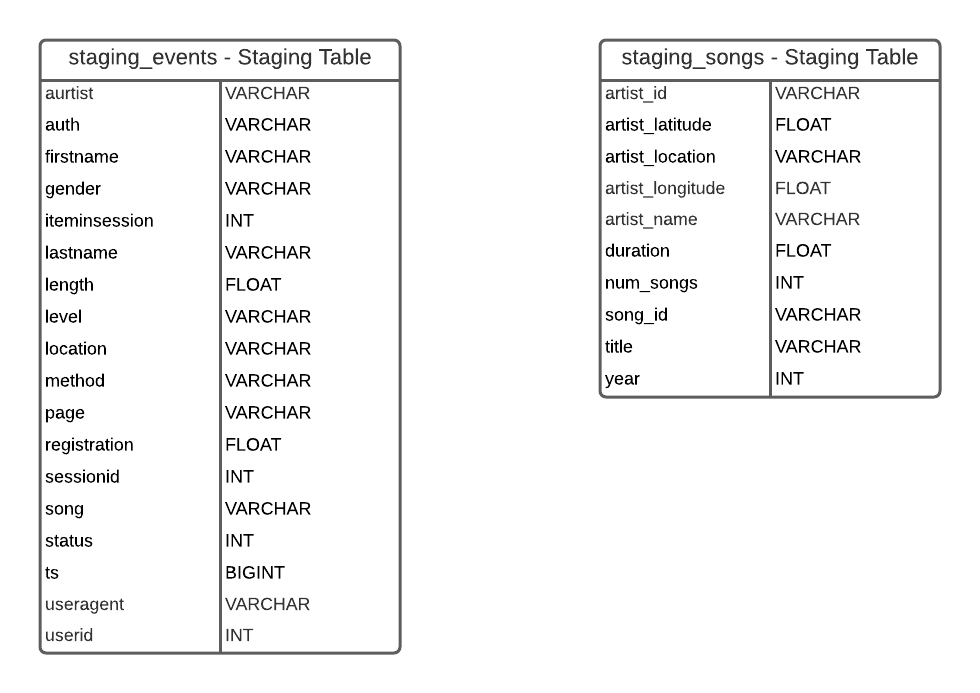 staging_events - Staging Table
aurtist VARCHAR
auth VARCHAR
firstname VARCHAR
gender VARCHAR
iteminsession INT
lastname VARCHAR
length FLOAT
level VARCHAR
location VARCHAR
method VARCHAR
page VARCHAR
registration FLOAT
sessionid INT
song VARCHAR
status INT
ts BIGINT
useragent VARCHAR
userid INT
staging_songs - Staging Table
artist_id VARCHAR
artist_latitude FLOAT
artist_location VARCHAR
artist_longitude FLOAT
artist_name VARCHAR
duration FLOAT
num_songs INT
song_id VARCHAR
title VARCHAR
year INT